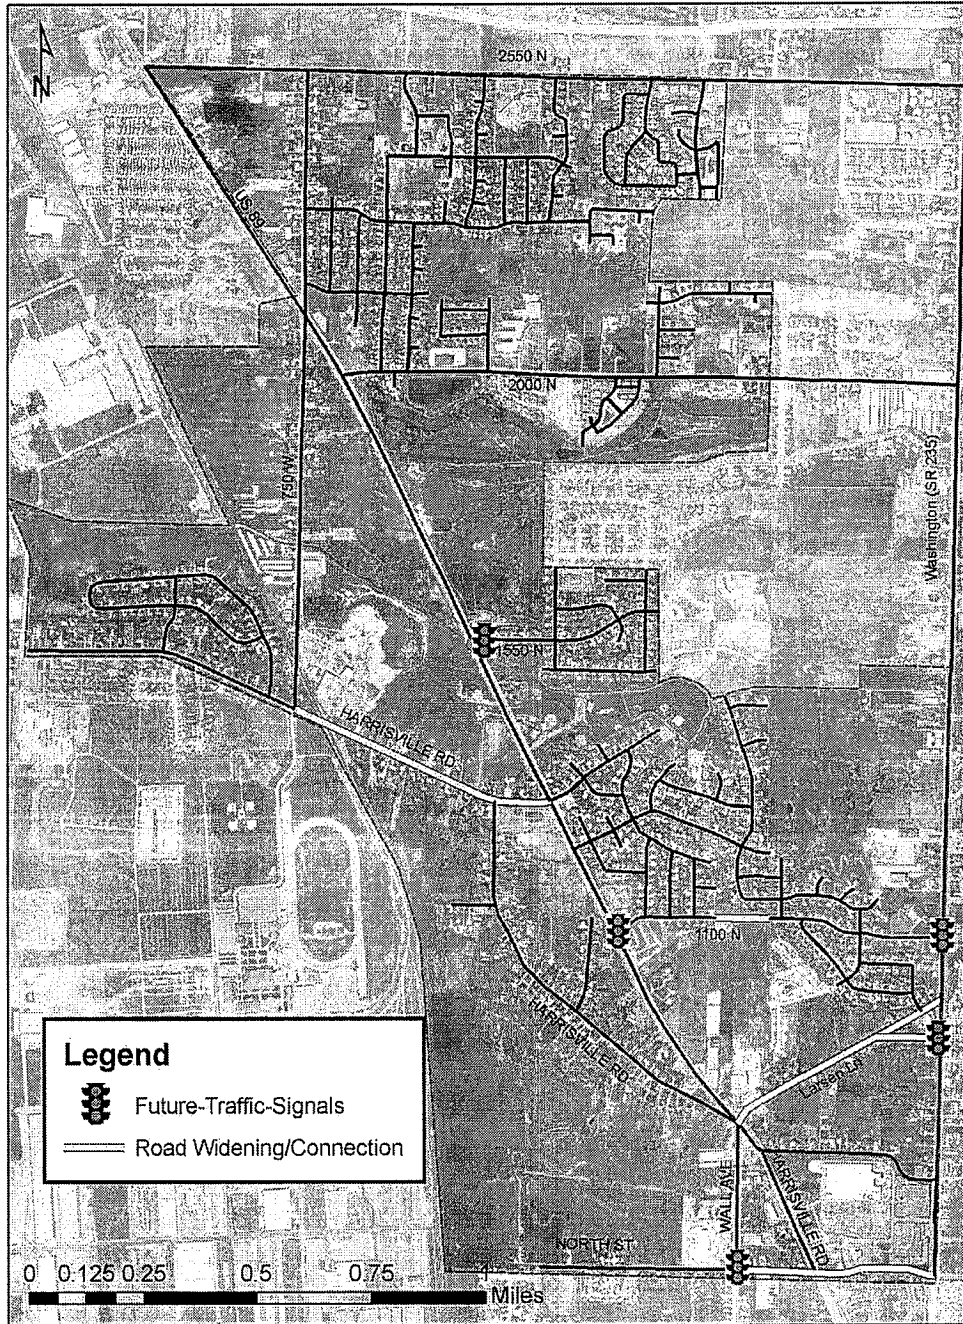 N
2550 N
US 89
2000 N
750 W
Washington (SR 235)
1550 N
HARRISVILLE RD
1100 N
HARRISVILLE RD
Larsen Ln
WALL AVE
HARRISVILLE RD
NORTH ST
Legend
Future-Traffic-Signals
Road Widening/Connection
0 0.125 0.25 0.5 0.75 1
Miles